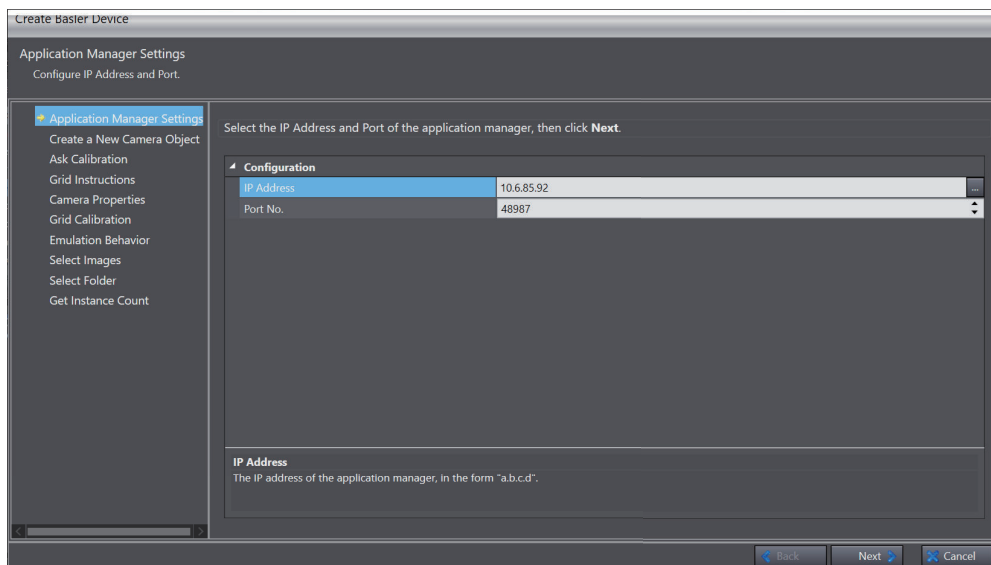 Create Basler Device
Application Manager Settings
Configure IP Address and Port.
Application Manager Settings
Create a New Camera Object
Ask Calibration
Grid Instructions
Camera Properties
Grid Calibration
Emulation Behavior
Select Images
Select Folder
Get Instance Count
Select the IP Address and Port of the application manager, then click Next.
Configuration
IP Address 10.6.85.92 ...
Port No. 48987
IP Address
The IP address of the application manager, in the form "a.b.c.d".
Back Next Cancel